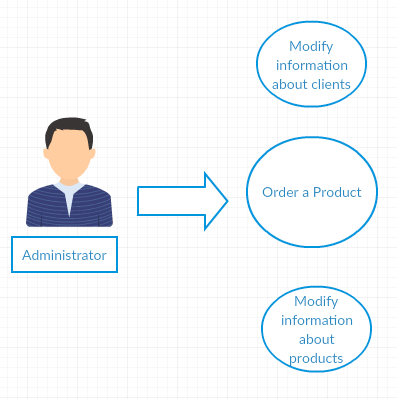 Modify
information
about clients
Order a Product
Administrator
Modify
information
about
products